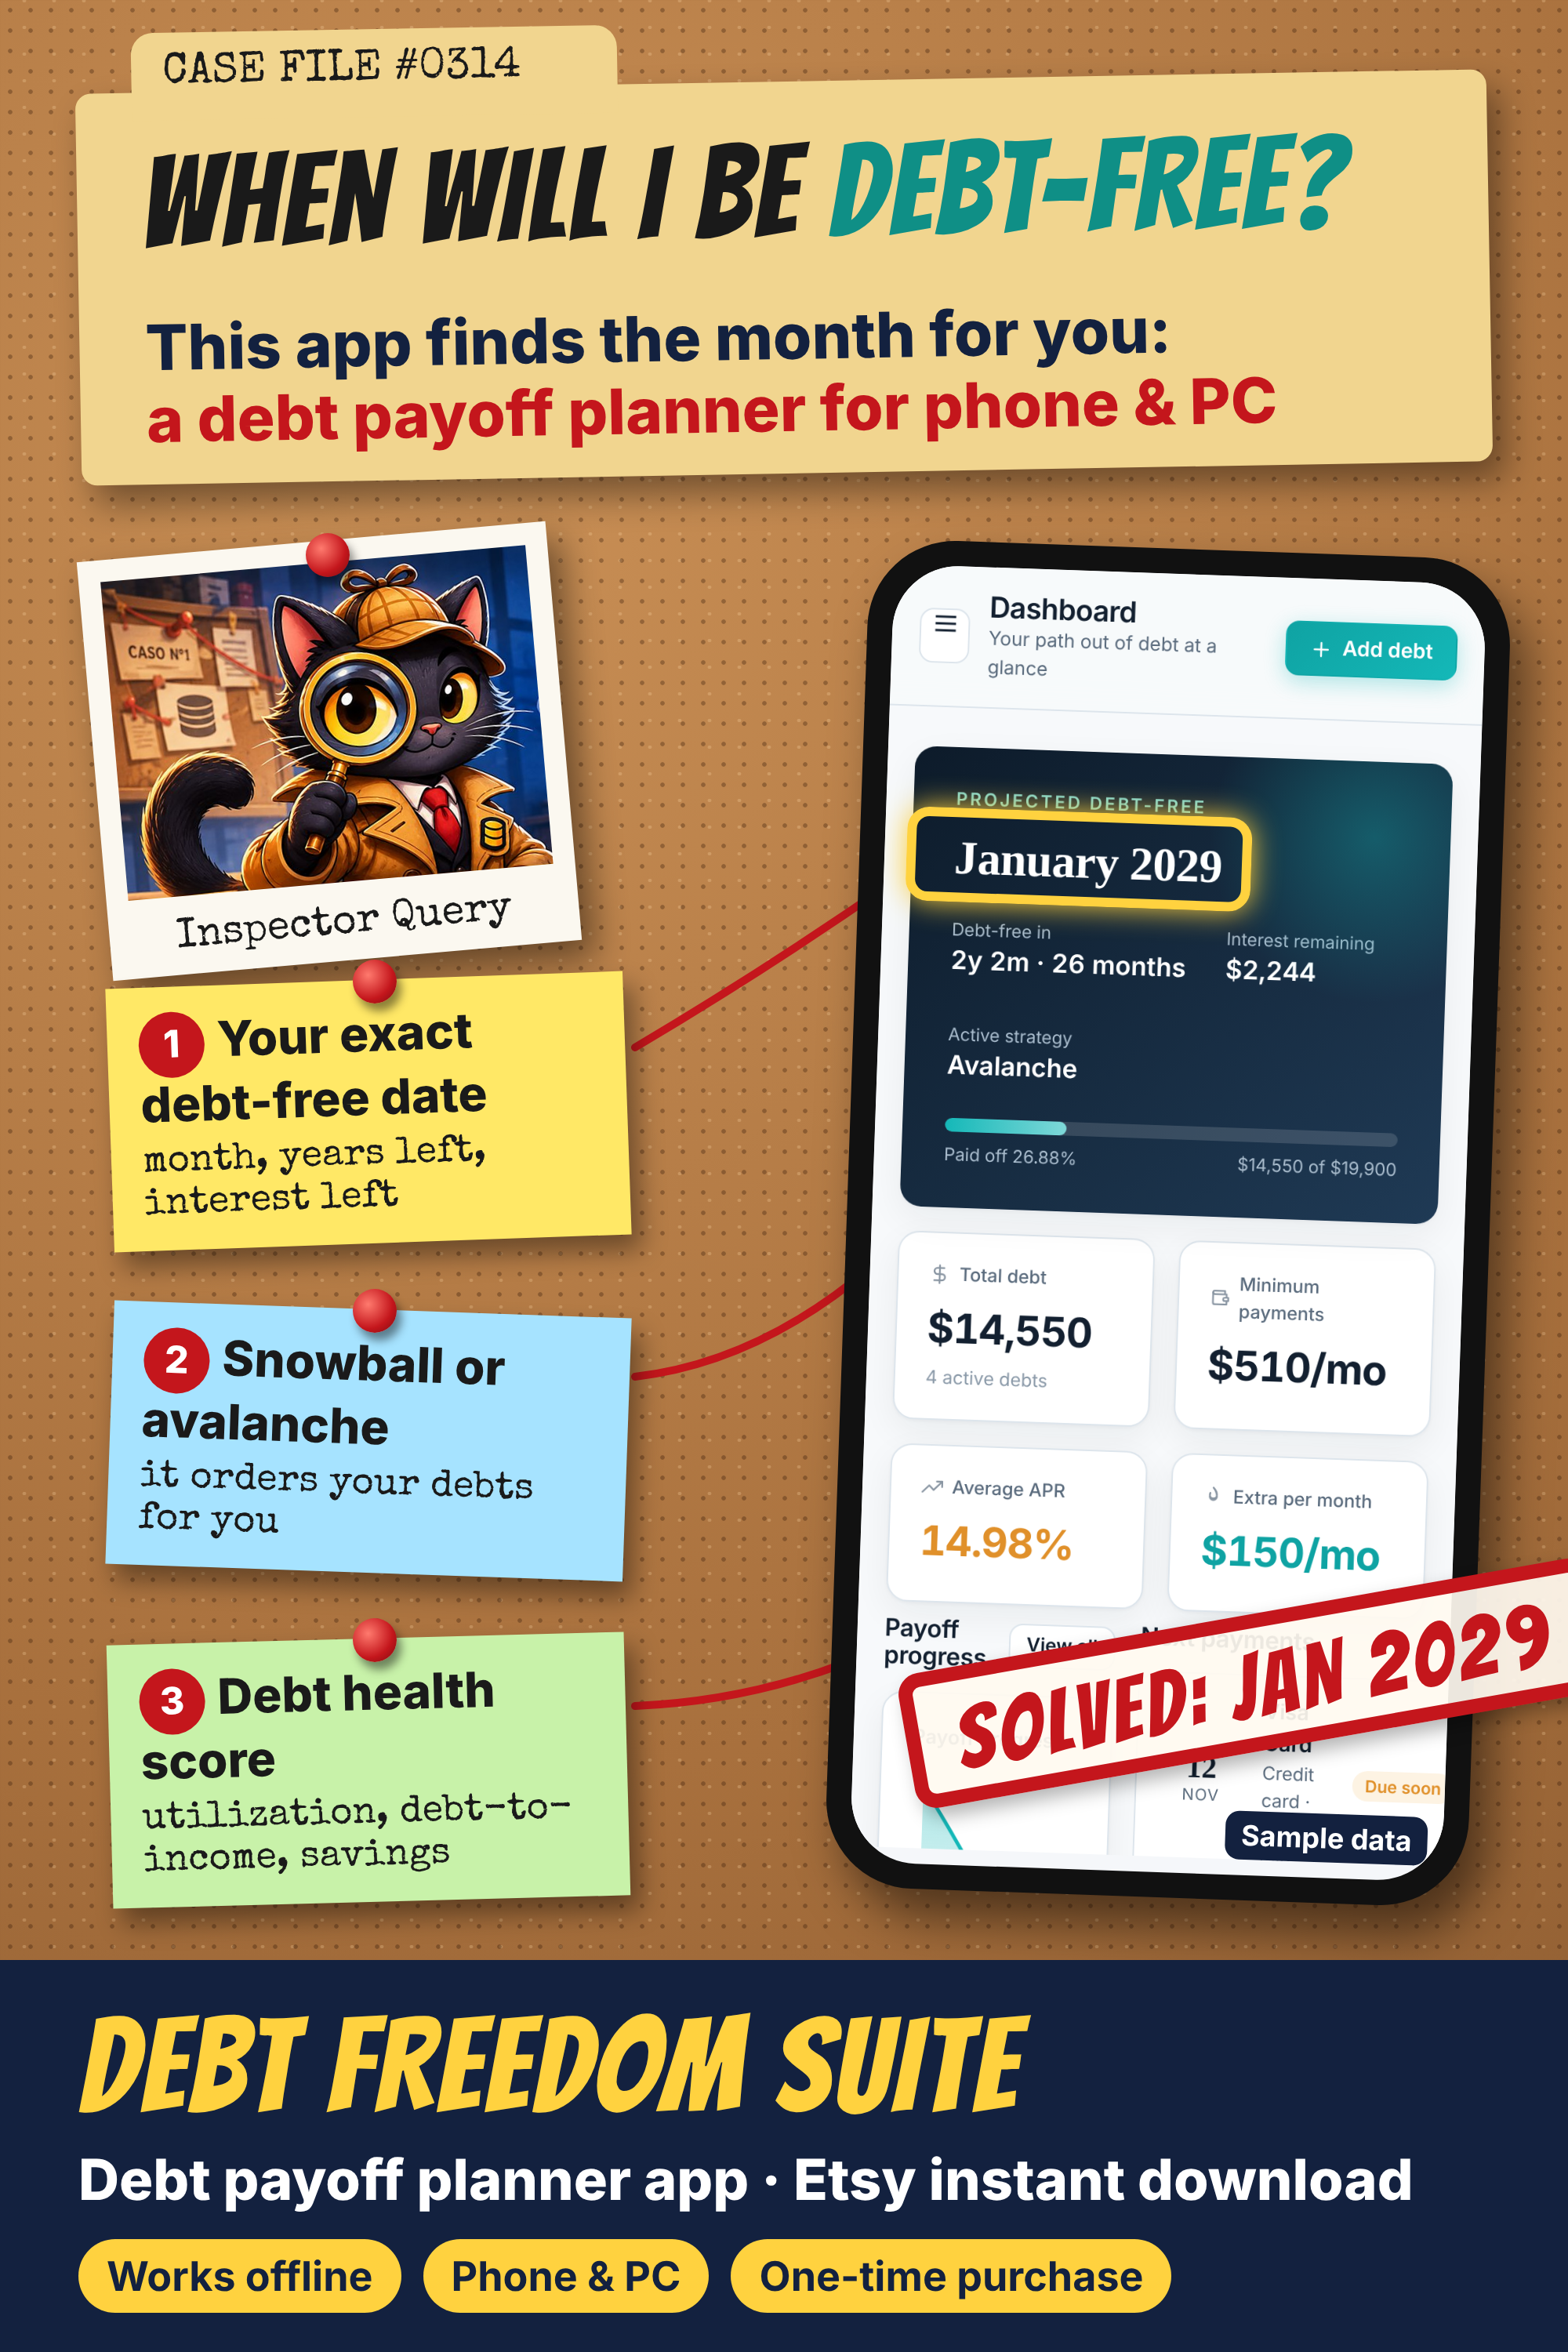 CASE FILE #0314
WHEN WILL I BE DEBT-FREE?
This app finds the month for you:
a debt payoff planner for phone & PC
CASO Nº1
Inspector Query
1 Your exact
debt-free date
month, years left,
interest left
2 Snowball or
avalanche
it orders your debts
for you
3 Debt health
score
utilization, debt-to-
income, savings
Dashboard
Your path out of debt at a
glance
+ Add debt
PROJECTED DEBT-FREE
January 2029
Debt-free in
2y 2m · 26 months
Interest remaining
$2,244
Active strategy
Avalanche
Paid off 26.88%
$14,550 of $19,900
Total debt
$14,550
4 active debts
Minimum
payments
$510/mo
Average APR
14.98%
Extra per month
$150/mo
Payoff
progress
View all
Next payments
SOLVED: JAN 2029
Visa
Card
12
NOV
Credit
card ·
Due soon
Sample data
DEBT FREEDOM SUITE
Debt payoff planner app · Etsy instant download
Works offline
Phone & PC
One-time purchase